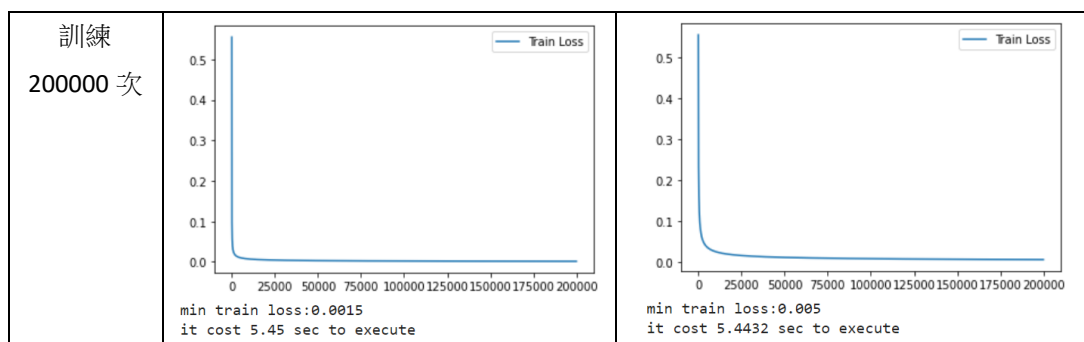 訓練
200000 次
Train Loss
0.5
0.4
0.3
0.2
0.1
0.0
0 25000 50000 75000 100000 125000 150000 175000 200000
min train loss:0.0015
it cost 5.45 sec to execute
Train Loss
0.5
0.4
0.3
0.2
0.1
0.0
0 25000 50000 75000 100000 125000 150000 175000 200000
min train loss:0.005
it cost 5.4432 sec to execute